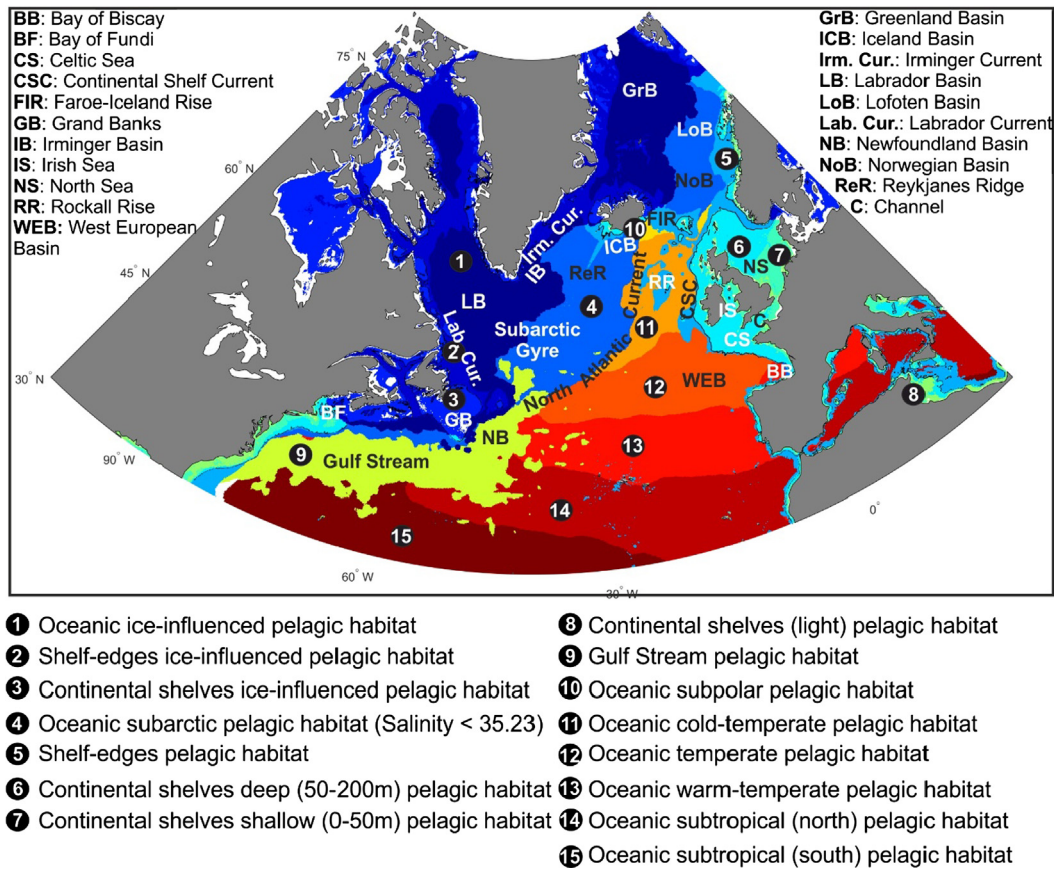 BB: Bay of Biscay
BF: Bay of Fundi
CS: Celtic Sea
CSC: Continental Shelf Current
FIR: Faroe-Iceland Rise
GB: Grand Banks
IB: Irminger Basin
IS: Irish Sea
NS: North Sea
RR: Rockall Rise
WEB: West European
Basin
GrB: Greenland Basin
ICB: Iceland Basin
Irm. Cur.: Irminger Current
LB: Labrador Basin
LoB: Lofoten Basin
Lab. Cur.: Labrador Current
NB: Newfoundland Basin
NoB: Norwegian Basin
ReR: Reykjanes Ridge
C: Channel
75° N
60° N
45° N
30° N
90° W
60° W
30° W
0°
GrB
LoB
5
NoB
10 FIR
ICB
6
7
NS
Irm. Cur.
IB
ReR
1
LB
4
RR
CSC
IS
C
CS
Lab. Cur.
2
Subarctic
Gyre
11
North Atlantic Current
3
GB
BF
12
WEB
BB
8
NB
9
Gulf Stream
13
14
15
1 Oceanic ice-influenced pelagic habitat
2 Shelf-edges ice-influenced pelagic habitat
3 Continental shelves ice-influenced pelagic habitat
4 Oceanic subarctic pelagic habitat (Salinity < 35.23)
5 Shelf-edges pelagic habitat
6 Continental shelves deep (50-200m) pelagic habitat
7 Continental shelves shallow (0-50m) pelagic habitat
8 Continental shelves (light) pelagic habitat
9 Gulf Stream pelagic habitat
10 Oceanic subpolar pelagic habitat
11 Oceanic cold-temperate pelagic habitat
12 Oceanic temperate pelagic habitat
13 Oceanic warm-temperate pelagic habitat
14 Oceanic subtropical (north) pelagic habitat
15 Oceanic subtropical (south) pelagic habitat